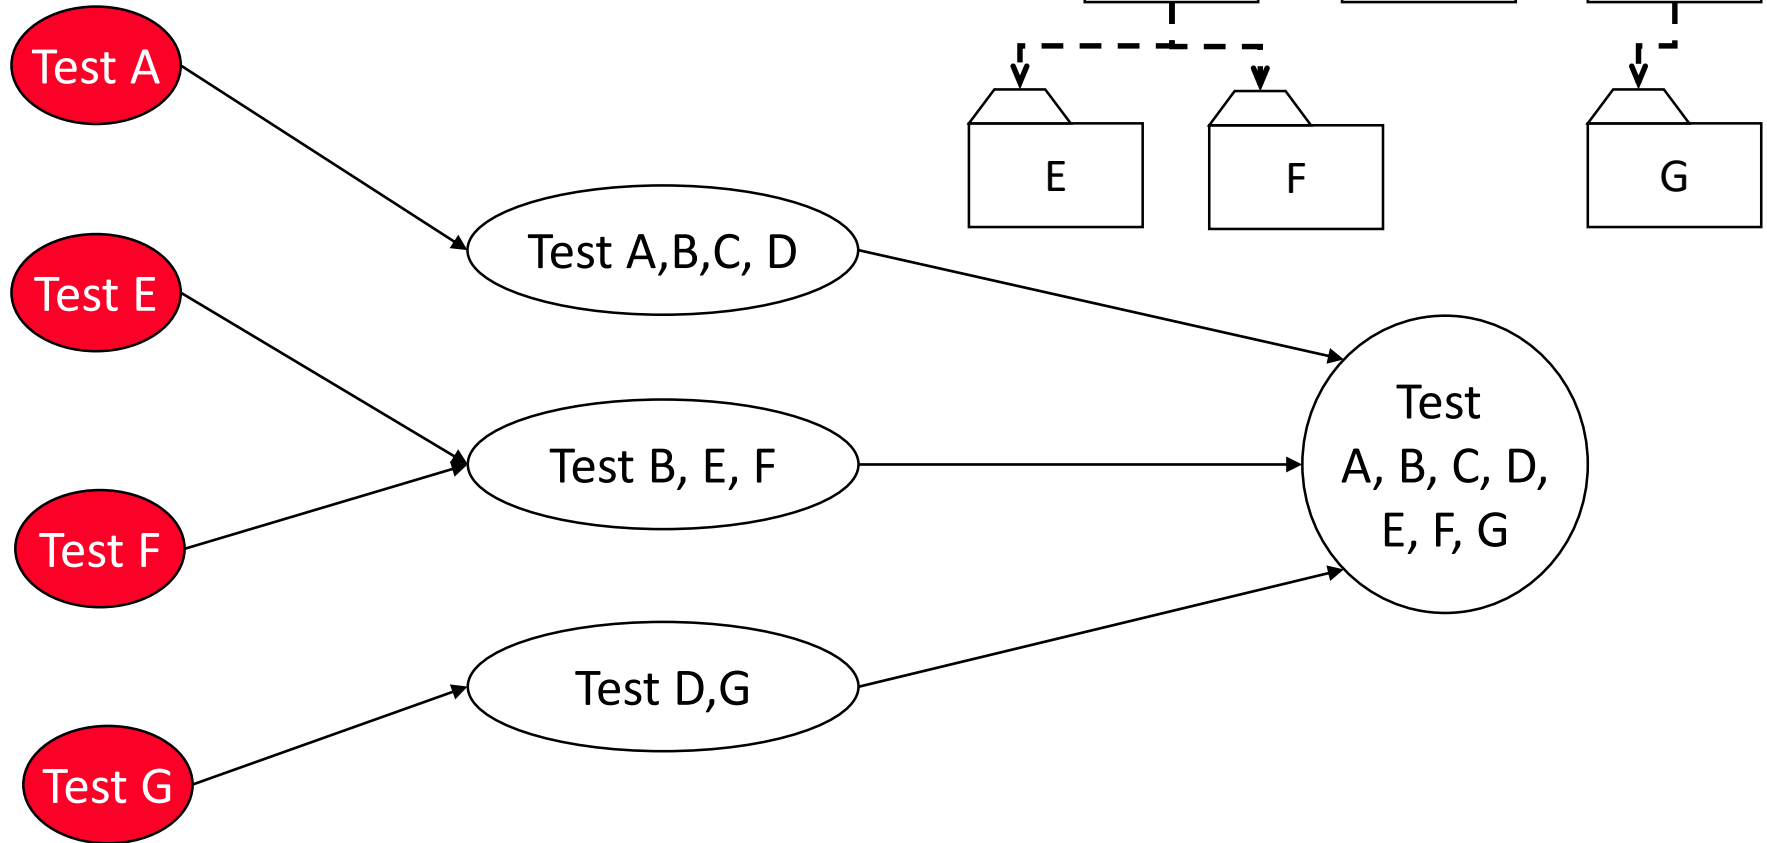 Test A
E
F
G
Test A,B,C, D
Test E
Test
A, B, C, D,
E, F, G
Test B, E, F
Test F
Test D,G
Test G